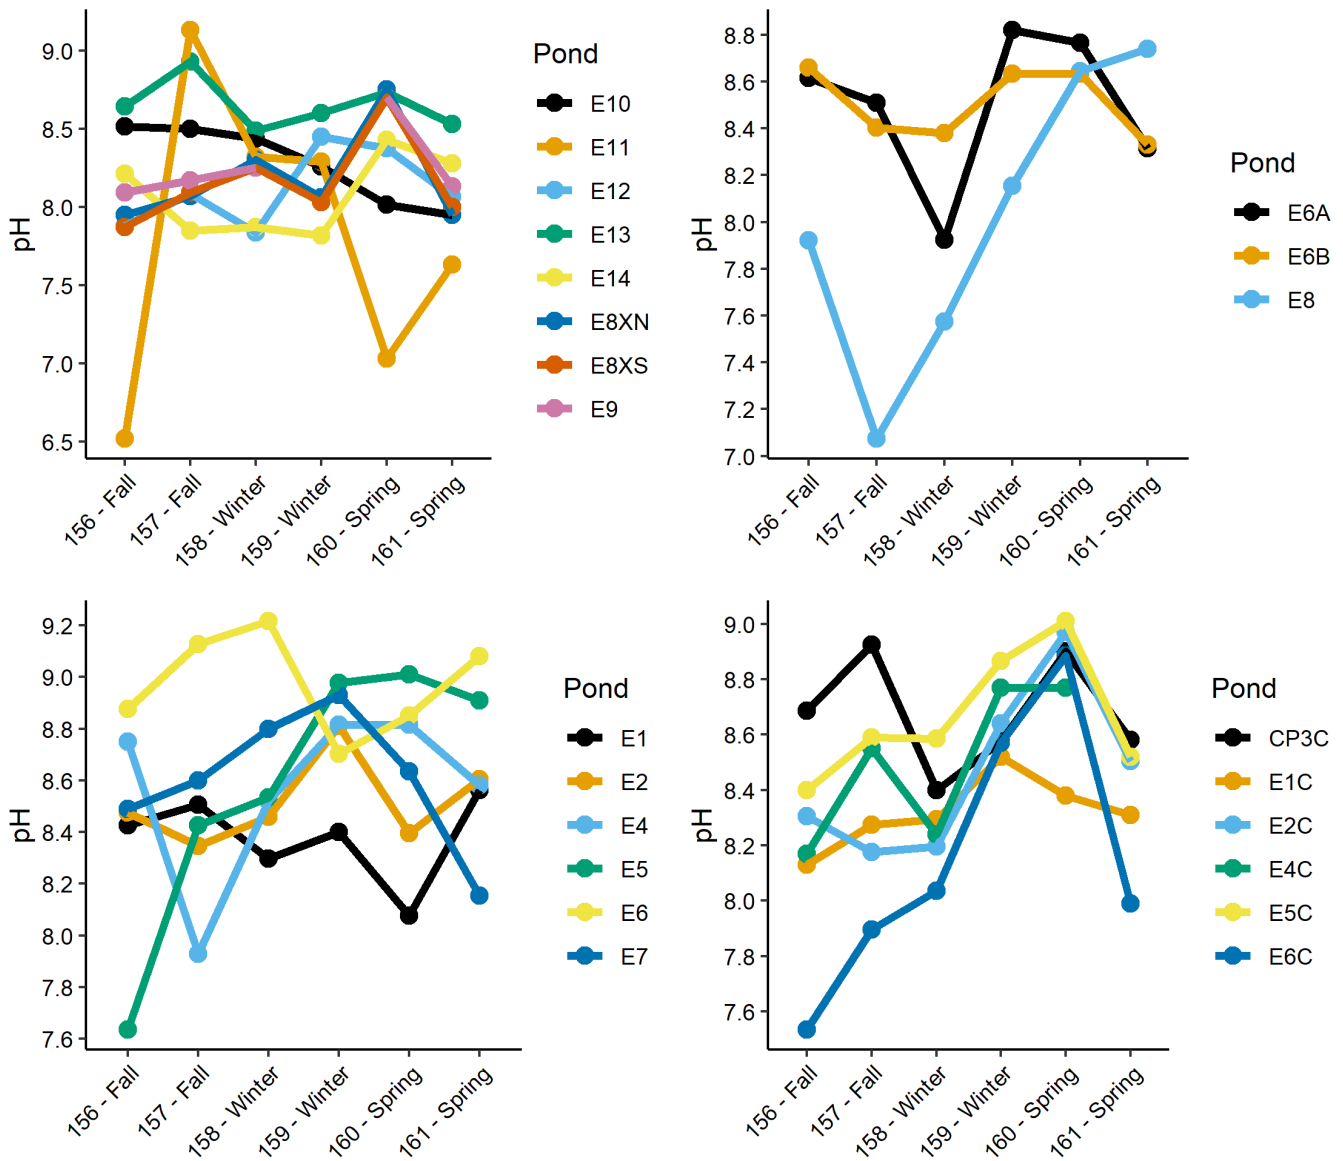 pH
9.0
8.5
8.0
7.5
7.0
6.5
156 - Fall
157 - Fall
158 - Winter
159 - Winter
160 - Spring
161 - Spring
Pond
E10
E11
E12
E13
E14
E8XN
E8XS
E9
pH
8.8
8.6
8.4
8.2
8.0
7.8
7.6
7.4
7.2
7.0
156 - Fall
157 - Fall
158 - Winter
159 - Winter
160 - Spring
161 - Spring
Pond
E6A
E6B
E8
pH
9.2
9.0
8.8
8.6
8.4
8.2
8.0
7.8
7.6
156 - Fall
157 - Fall
158 - Winter
159 - Winter
160 - Spring
161 - Spring
Pond
E1
E2
E4
E5
E6
E7
pH
9.0
8.8
8.6
8.4
8.2
8.0
7.8
7.6
156 - Fall
157 - Fall
158 - Winter
159 - Winter
160 - Spring
161 - Spring
Pond
CP3C
E1C
E2C
E4C
E5C
E6C